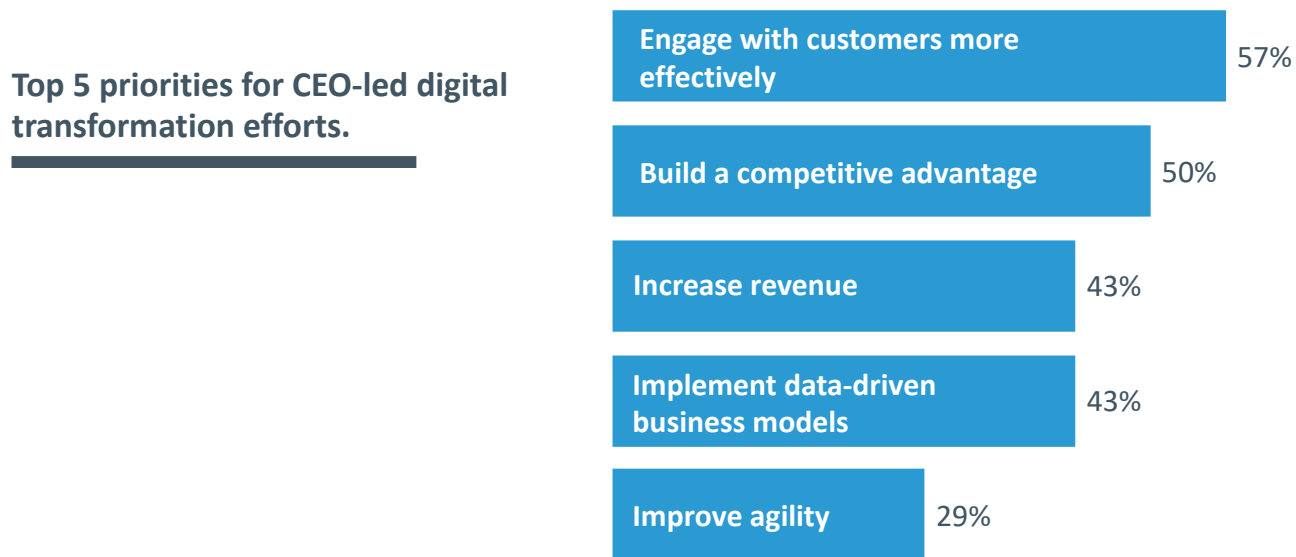 Top 5 priorities for CEO-led digital
transformation efforts.
Engage with customers more
effectively
57%
Build a competitive advantage
50%
Increase revenue
43%
Implement data-driven
business models
43%
Improve agility
29%